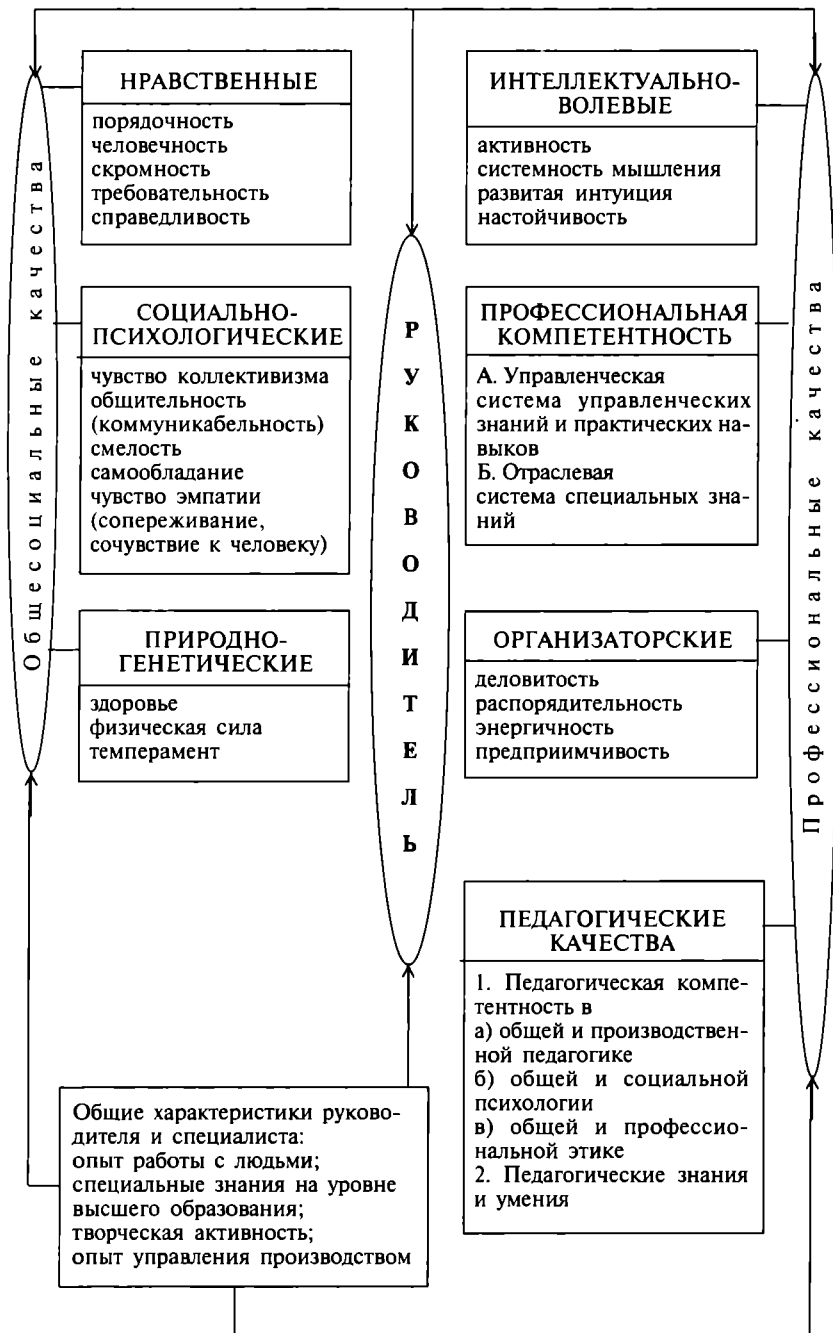 Общесоциальные качества
НРАВСТВЕННЫЕ
порядочность
человечность
скромность
требовательность
справедливость
СОЦИАЛЬНО-
ПСИХОЛОГИЧЕСКИЕ
чувство коллективизма
общительность
(коммуникабельность)
смелость
самообладание
чувство эмпатии
(сопереживание,
сочувствие к человеку)
ПРИРОДНО-
ГЕНЕТИЧЕСКИЕ
здоровье
физическая сила
темперамент
РУКОВОДИТЕЛЬ
ИНТЕЛЛЕКТУАЛЬНО-
ВОЛЕВЫЕ
активность
системность мышления
развитая интуиция
настойчивость
ПРОФЕССИОНАЛЬНАЯ
КОМПЕТЕНТНОСТЬ
А. Управленческая
система управленческих
знаний и практических на-
выков
Б. Отраслевая
система специальных зна-
ний
ОРГАНИЗАТОРСКИЕ
деловитость
распорядительность
энергичность
предприимчивость
ПЕДАГОГИЧЕСКИЕ
КАЧЕСТВА
1. Педагогическая компе-
тентность в
а) общей и производствен-
ной педагогике
б) общей и социальной
психологии
в) общей и профессио-
нальной этике
2. Педагогические знания
и умения
Профессиональные качества
Общие характеристики руково-
дителя и специалиста:
опыт работы с людьми;
специальные знания на уровне
высшего образования;
творческая активность;
опыт управления производством